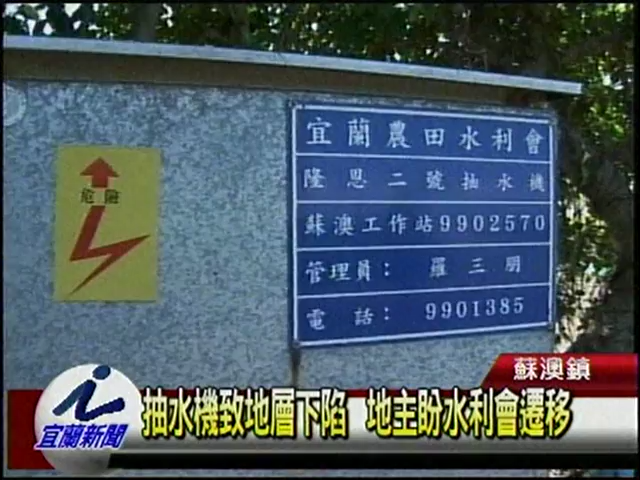 宜蘭農田水利會
隆恩二號抽水機
蘇澳工作站9902570
管理員： 羅三朋
電話： 9901385
危險
蘇澳鎮
抽水機致地層下陷 地主盼水利會遷移
i
宜蘭新聞